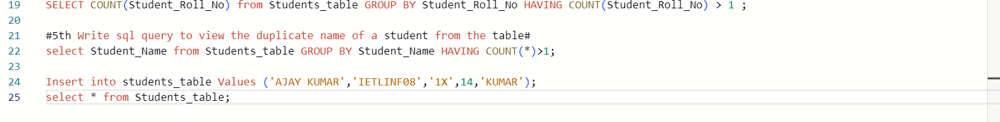 19 SELECT COUNT(Student_Roll_No) from Students_table GROUP BY Student_Roll_No HAVING COUNT(Student_Roll_No) > 1 ;
20
21 #5th Write sql query to view the duplicate name of a student from the table#
22 select Student_Name from Students_table GROUP BY Student_Name HAVING COUNT(*)>1;
23
24 Insert into students_table Values ('AJAY KUMAR','IETLINF08','1X',14,'KUMAR');
25 select * from Students_table;